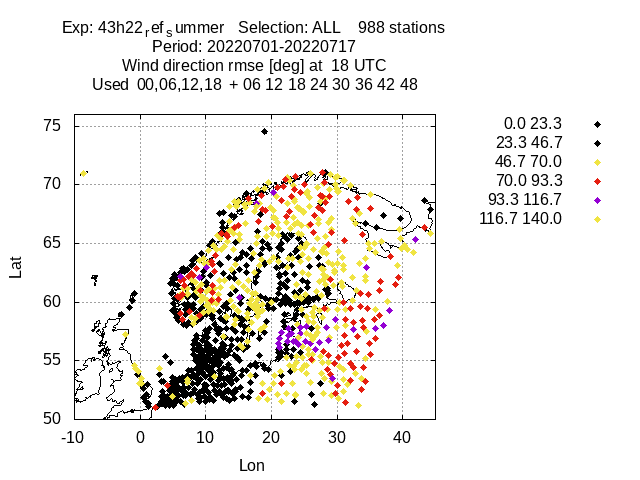 Exp: 43h22ref summer   Selection: ALL    988 stations
Period: 20220701-20220717
Wind direction rmse [deg] at  18 UTC
Used  00,06,12,18  + 06 12 18 24 30 36 42 48
0.0 23.3
23.3 46.7
46.7 70.0
70.0 93.3
93.3 116.7
116.7 140.0
75
70
65
60
55
50
Lat
-10 0 10 20 30 40
Lon